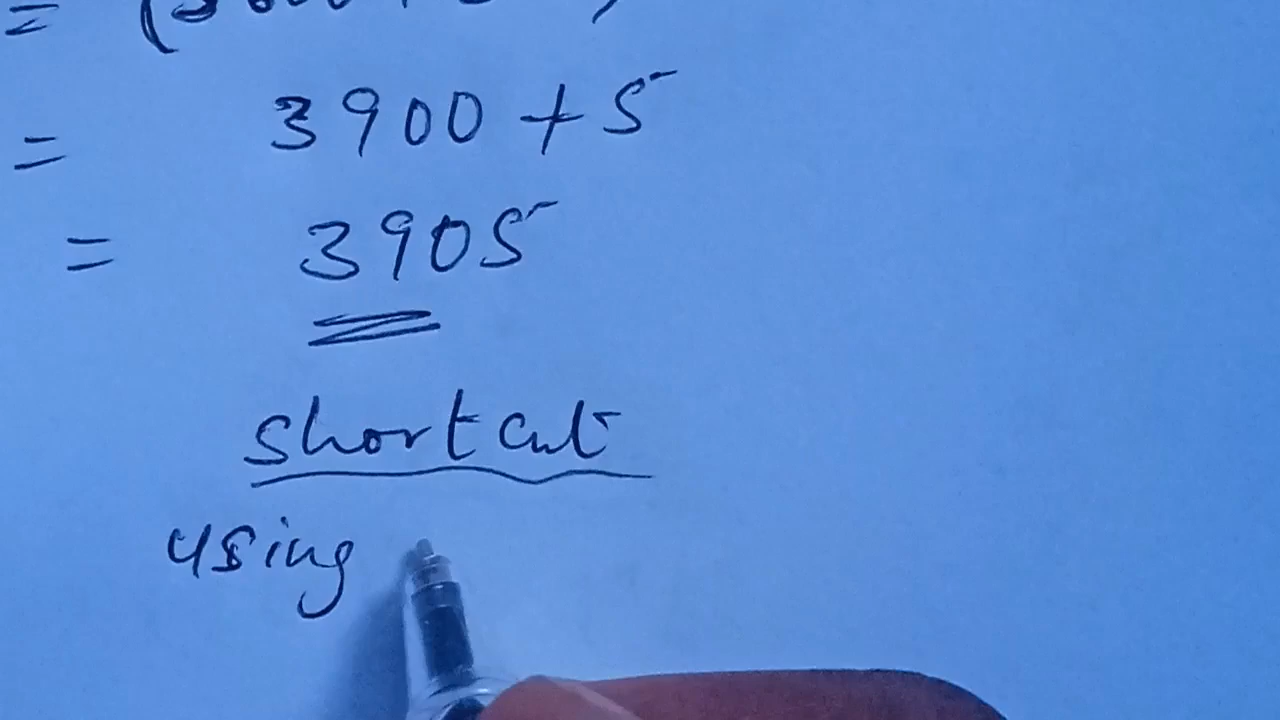 =
= 3900 + 5
= 3905
shortcut
using